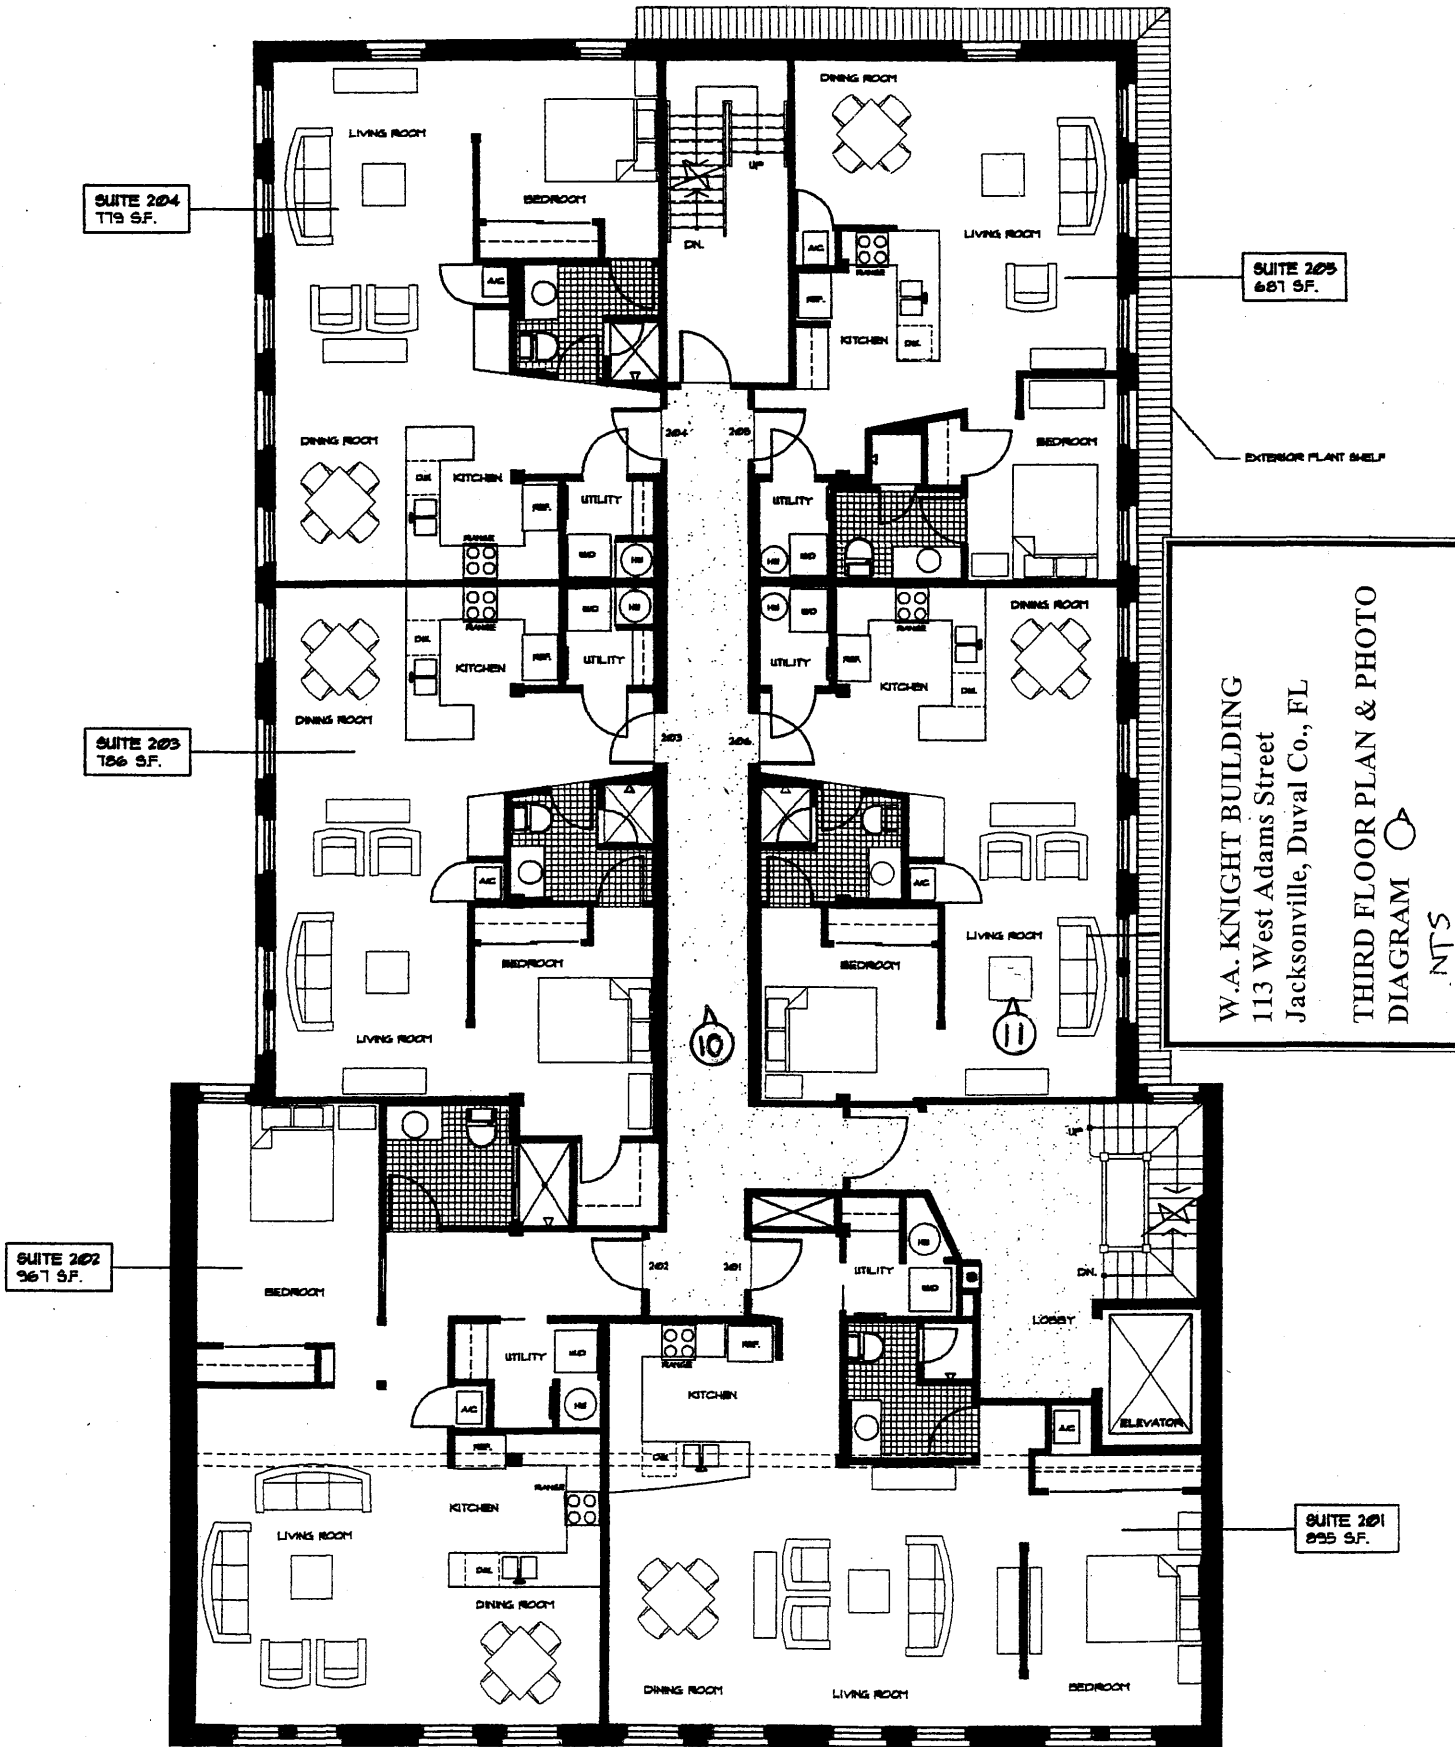 DINING ROOM
LIVING ROOM
UP
SUITE 204
779 S.F.
BEDROOM
DN.
LIVING ROOM
A/C
RANGE
SUITE 205
687 S.F.
A/C
REF.
KITCHEN
DW.
204
205
DINING ROOM
BEDROOM
EXTERIOR PLANT SHELF
DW.
KITCHEN
REF.
UTILITY
UTILITY
RANGE
W/D
HW
HW
W/D
RANGE
W/D
HW
HW
W/D
RANGE
DINING ROOM
DW.
KITCHEN
REF.
UTILITY
UTILITY
REF.
KITCHEN
DW.
DINING ROOM
203
206
SUITE 203
786 S.F.
A/C
A/C
LIVING ROOM
BEDROOM
BEDROOM
LIVING ROOM
10
11
W.A. KNIGHT BUILDING
113 West Adams Street
Jacksonville, Duval Co., FL
THIRD FLOOR PLAN & PHOTO
DIAGRAM
NTS
UP
SUITE 202
967 S.F.
BEDROOM
202
201
HW
UTILITY
W/D
DN.
LOBBY
UTILITY
W/D
RANGE
REF.
A/C
HW
KITCHEN
A/C
ELEVATOR
REF.
DW.
RANGE
KITCHEN
LIVING ROOM
DW.
DINING ROOM
SUITE 201
895 S.F.
DINING ROOM
LIVING ROOM
BEDROOM